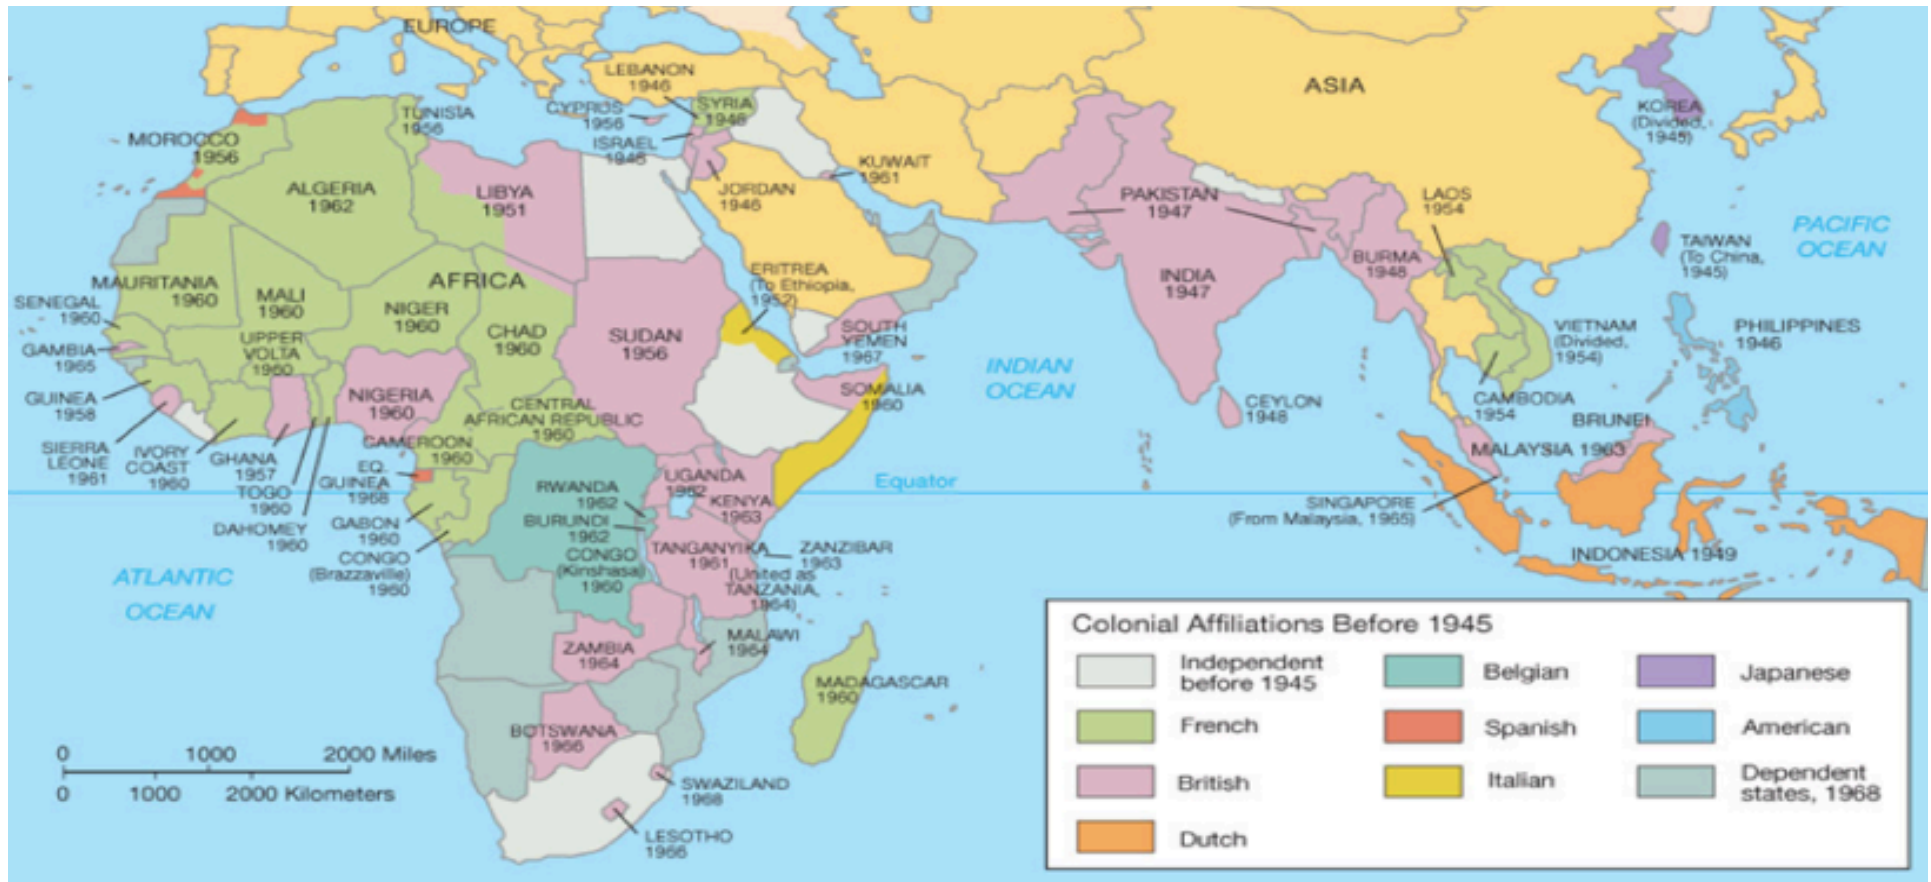 EUROPE
ASIA
LEBANON
1946
CYPRUS
1956
SYRIA
1946
ISRAEL
1948
JORDAN
1946
KUWAIT
1961
KOREA
(Divided,
1945)
TUNISIA
1956
MOROCCO
1956
ALGERIA
1962
LIBYA
1951
PAKISTAN
1947
LAOS
1954
TAIWAN
(To China,
1945)
PACIFIC
OCEAN
BURMA
1948
INDIA
1947
AFRICA
ERITREA
(To Ethiopia,
1952)
MAURITANIA
1960
MALI
1960
NIGER
1960
CHAD
1960
SUDAN
1956
SENEGAL
1960
GAMBIA
1965
UPPER
VOLTA
1960
SOUTH
YEMEN
1967
VIETNAM
(Divided,
1954)
PHILIPPINES
1946
INDIAN
OCEAN
GUINEA
1958
NIGERIA
1960
SOMALIA
1960
CEYLON
1948
CAMBODIA
1954
BRUNEI
CENTRAL
AFRICAN REPUBLIC
1960
SIERRA
LEONE
1961
IVORY
COAST
1960
GHANA
1957
TOGO
1960
DAHOMEY
1960
CAMEROON
1960
EQ.
GUINEA
1968
GABON
1960
CONGO
(Brazzaville)
1960
MALAYSIA 1963
Equator
SINGAPORE
(From Malaysia, 1965)
INDONESIA 1949
RWANDA
1962
BURUNDI
1962
CONGO
(Kinshasa)
1960
UGANDA
1962
KENYA
1963
TANGANYIKA
1961
(United as
TANZANIA,
1964)
ZANZIBAR
1963
ATLANTIC
OCEAN
ZAMBIA
1964
MALAWI
1964
MADAGASCAR
1960
BOTSWANA
1966
SWAZILAND
1968
LESOTHO
1966
0 1000 2000 Miles
0 1000 2000 Kilometers
Colonial Affiliations Before 1945
Independent
before 1945
French
British
Dutch
Belgian
Spanish
Italian
Japanese
American
Dependent
states, 1968